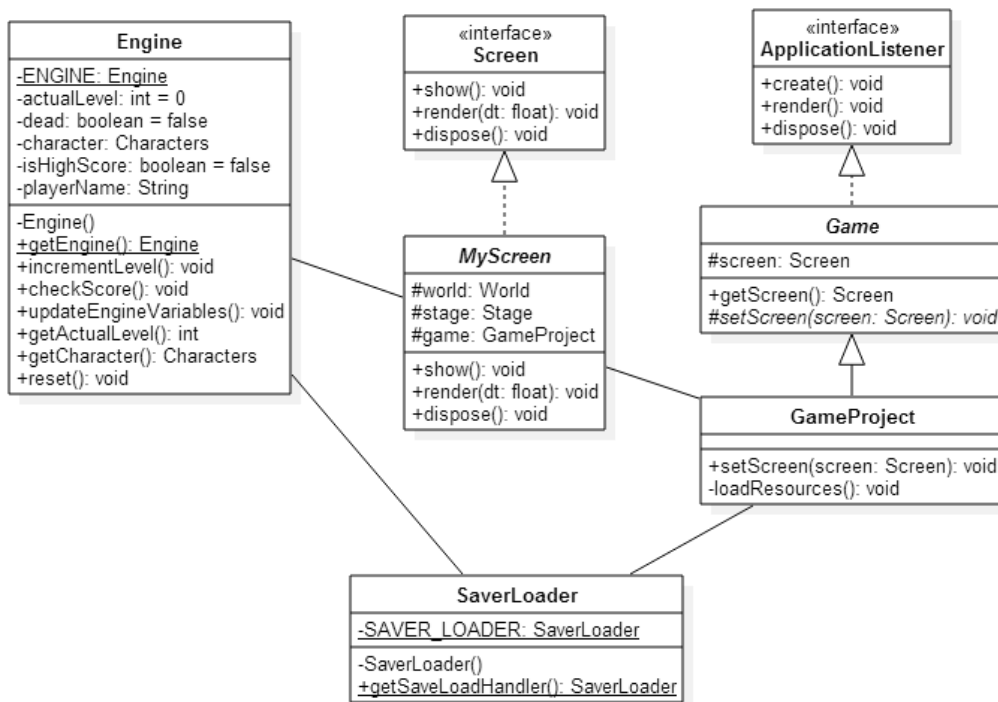 Engine
-ENGINE: Engine
-actualLevel: int = 0
-dead: boolean = false
-character: Characters
-isHighScore: boolean = false
-playerName: String
-Engine()
+getEngine(): Engine
+incrementLevel(): void
+checkScore(): void
+updateEngineVariables(): void
+getActualLevel(): int
+getCharacter(): Characters
+reset(): void
«interface»
Screen
+show(): void
+render(dt: float): void
+dispose(): void
«interface»
ApplicationListener
+create(): void
+render(): void
+dispose(): void
MyScreen
#world: World
#stage: Stage
#game: GameProject
+show(): void
+render(dt: float): void
+dispose(): void
Game
#screen: Screen
+getScreen(): Screen
#setScreen(screen: Screen): void
GameProject
+setScreen(screen: Screen): void
-loadResources(): void
SaverLoader
-SAVER_LOADER: SaverLoader
-SaverLoader()
+getSaveLoadHandler(): SaverLoader